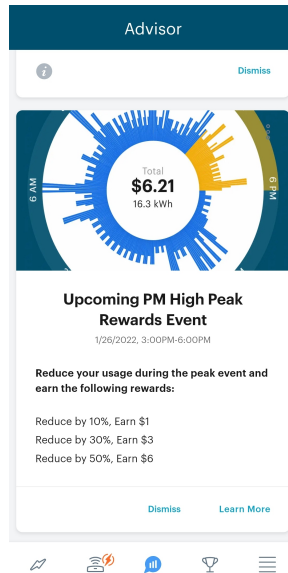 Advisor
Dismiss
6 AM
Total
$6.21
16.3 kWh
6 PM
Upcoming PM High Peak
Rewards Event
1/26/2022, 3:00PM-6:00PM
Reduce your usage during the peak event and
earn the following rewards:
Reduce by 10%, Earn $1
Reduce by 30%, Earn $3
Reduce by 50%, Earn $6
Dismiss
Learn More